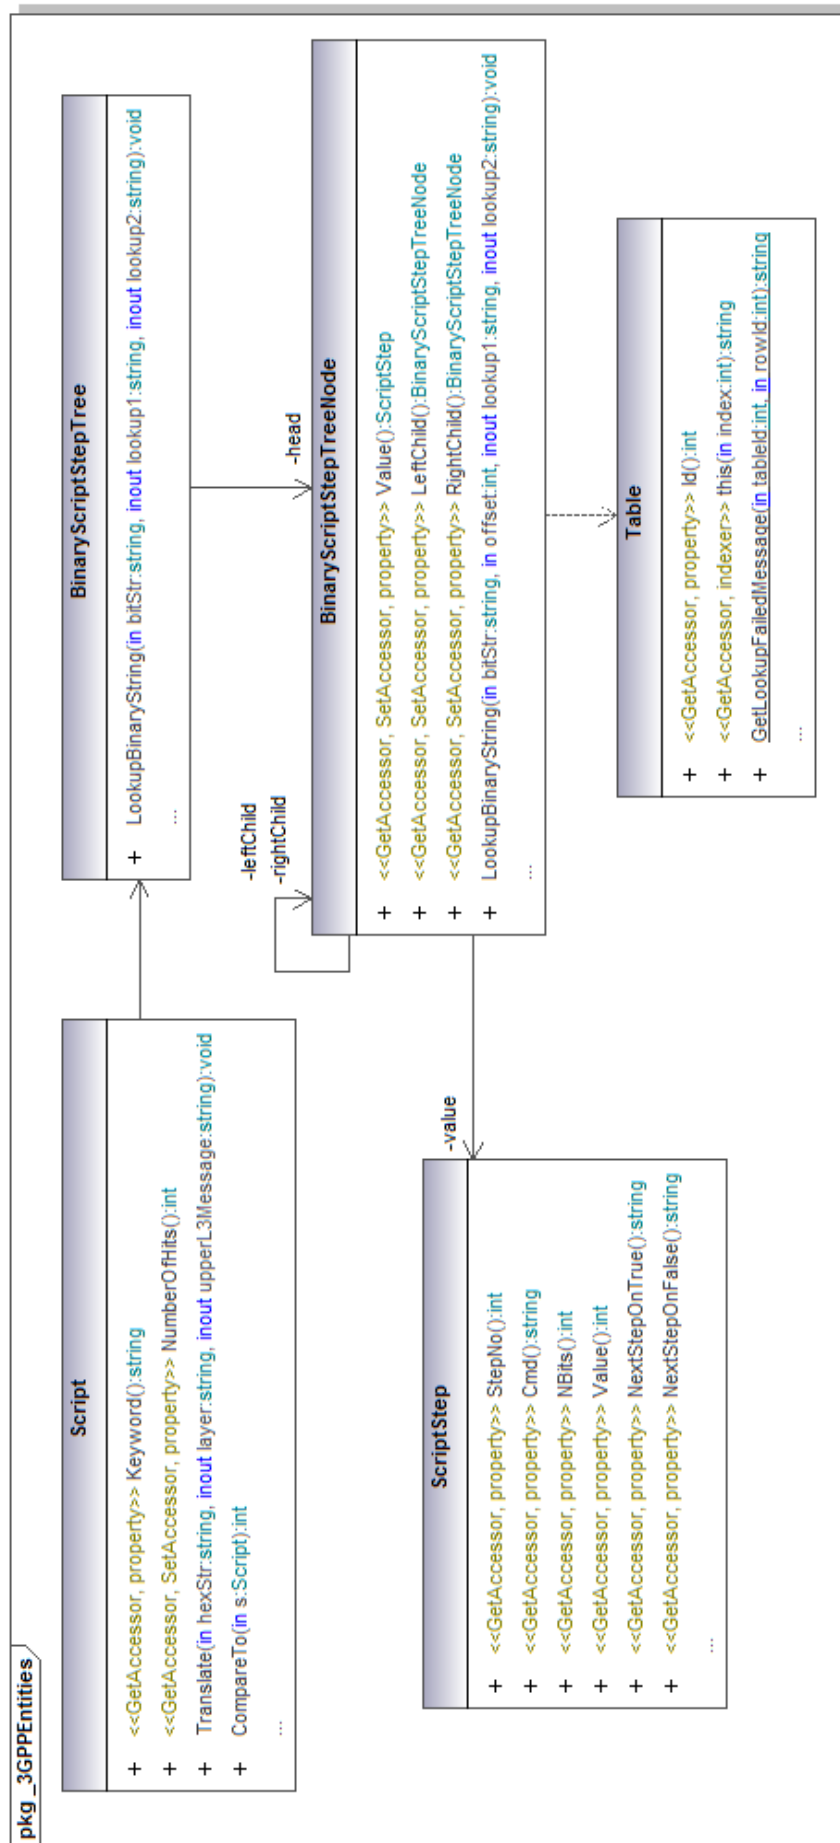 pkg _3GPPEntities
Script
+ <<GetAccessor, property>> Keyword():string
+ <<GetAccessor, SetAccessor, property>> NumberOfHits():int
+ Translate(in hexStr:string, inout layer:string, inout upperL3Message:string):void
+ CompareTo(in s:Script):int
...
BinaryScriptStepTree
+ LookupBinaryString(in bitStr:string, inout lookup1:string, inout lookup2:string):void
...
-head
-leftChild
-rightChild
BinaryScriptStepTreeNode
+ <<GetAccessor, SetAccessor, property>> Value():ScriptStep
+ <<GetAccessor, SetAccessor, property>> LeftChild():BinaryScriptStepTreeNode
+ <<GetAccessor, SetAccessor, property>> RightChild():BinaryScriptStepTreeNode
+ LookupBinaryString(in bitStr:string, in offset:int, inout lookup1:string, inout lookup2:string):void
...
-value
ScriptStep
+ <<GetAccessor, property>> StepNo():int
+ <<GetAccessor, property>> Cmd():string
+ <<GetAccessor, property>> NBits():int
+ <<GetAccessor, property>> Value():int
+ <<GetAccessor, property>> NextStepOnTrue():string
+ <<GetAccessor, property>> NextStepOnFalse():string
...
Table
+ <<GetAccessor, property>> Id():int
+ <<GetAccessor, indexer>> this(in index:int):string
+ GetLookupFailedMessage(in tableId:int, in rowId:int):string
...